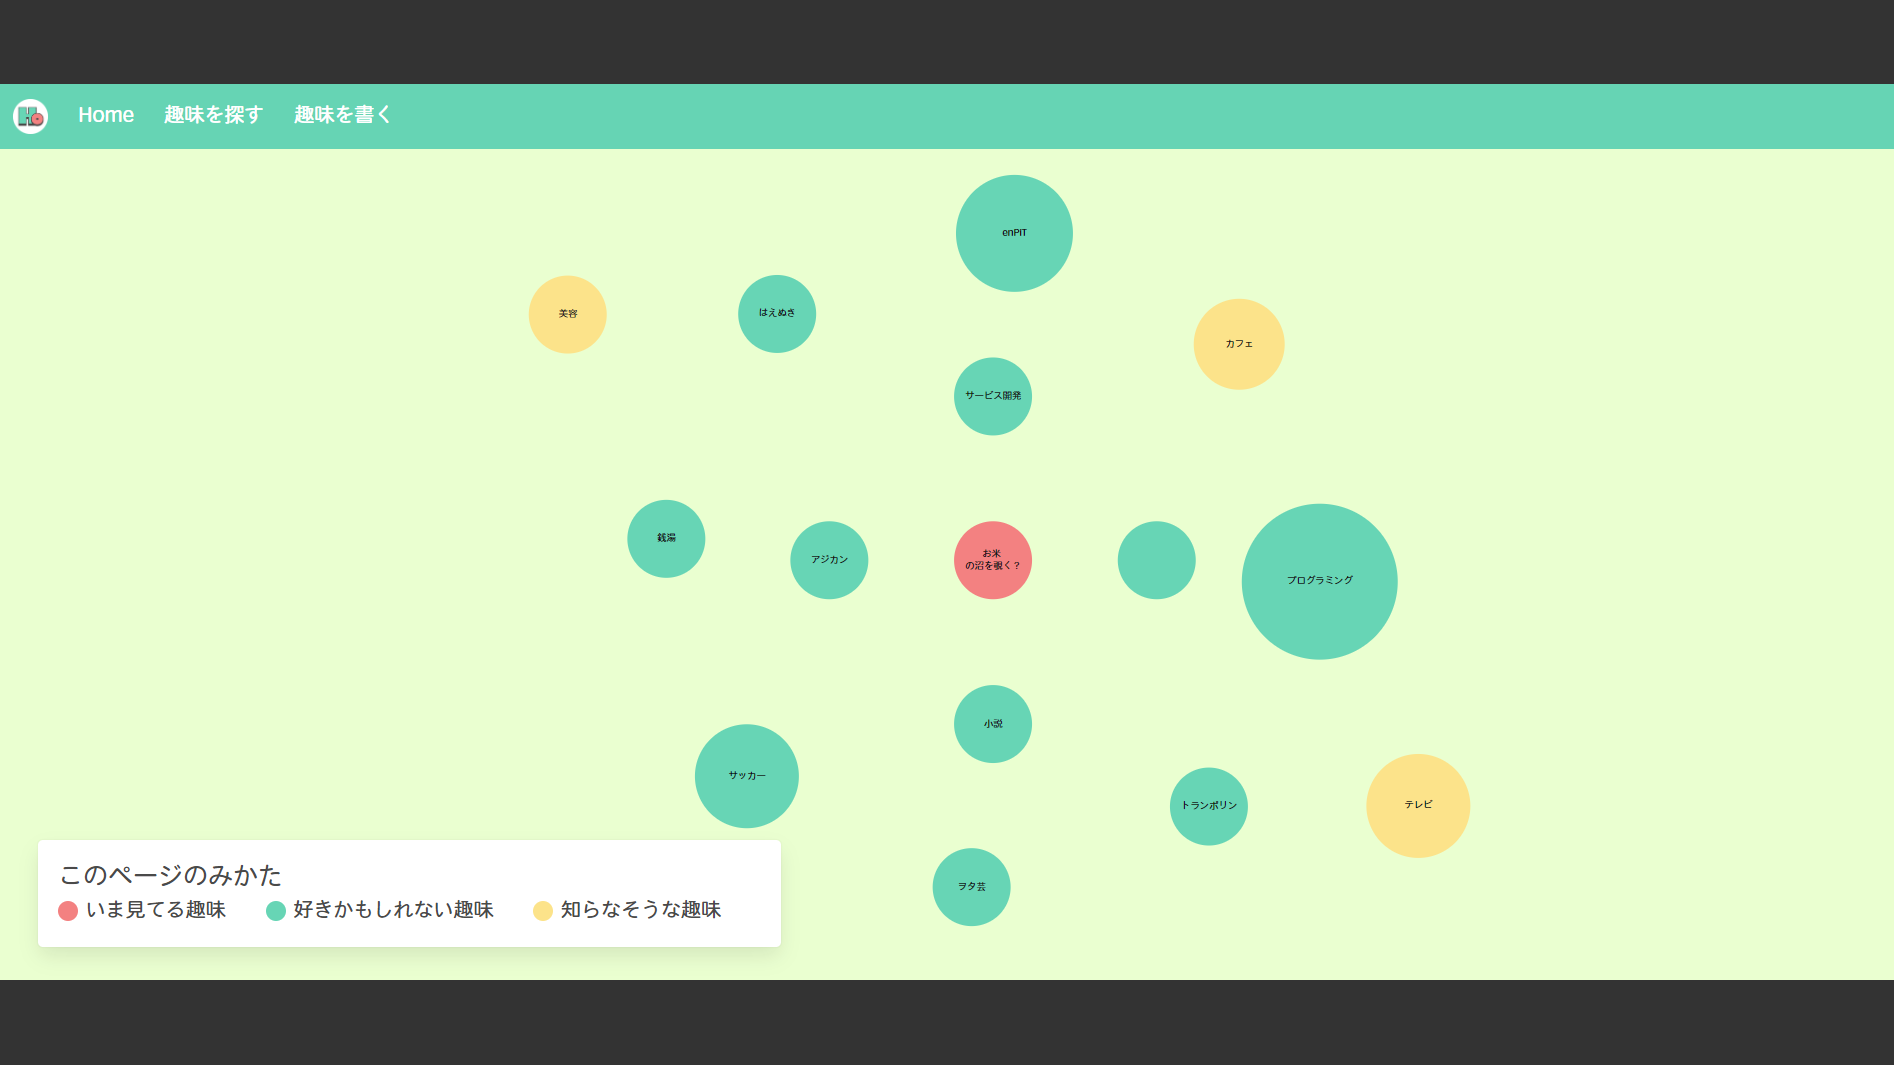 Home 趣味を探す 趣味を書く
enPIT
美容
はえぬき
カフェ
サービス開発
銭湯
アジカン
お米
の沼を覗く？
プログラミング
小説
サッカー
トランポリン
テレビ
ヲタ芸
このページのみかた
いま見てる趣味 好きかもしれない趣味 知らなそうな趣味